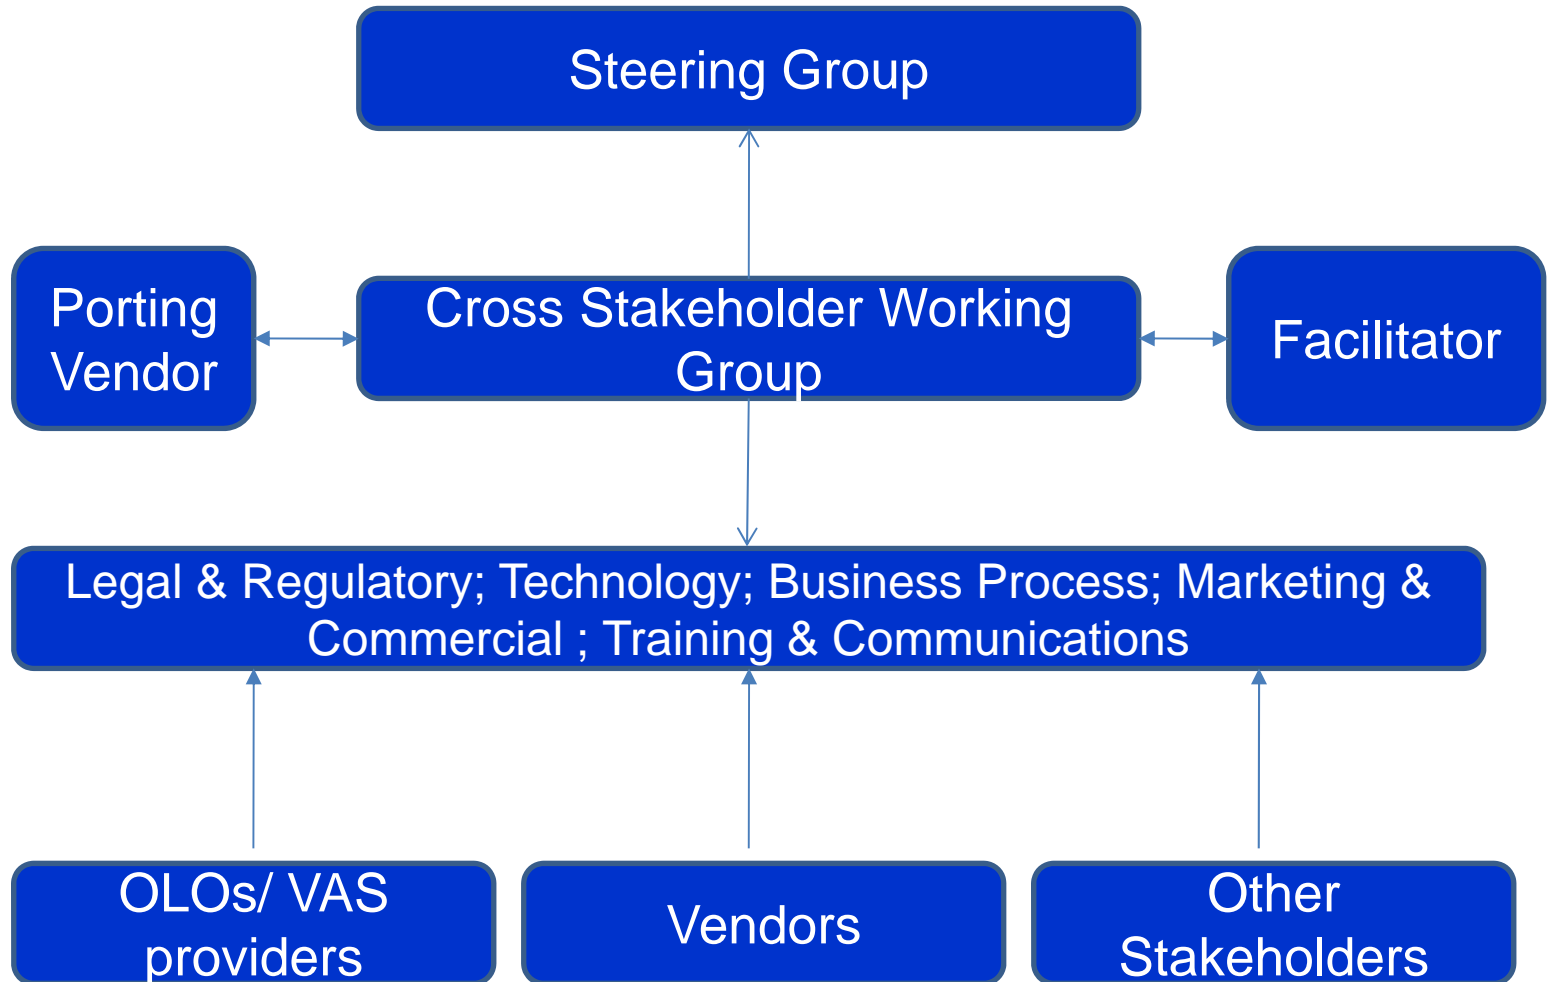 Steering Group
Porting
Vendor
Cross Stakeholder Working
Group
Facilitator
Legal & Regulatory; Technology; Business Process; Marketing &
Commercial ; Training & Communications
OLOs/ VAS
providers
Vendors
Other
Stakeholders